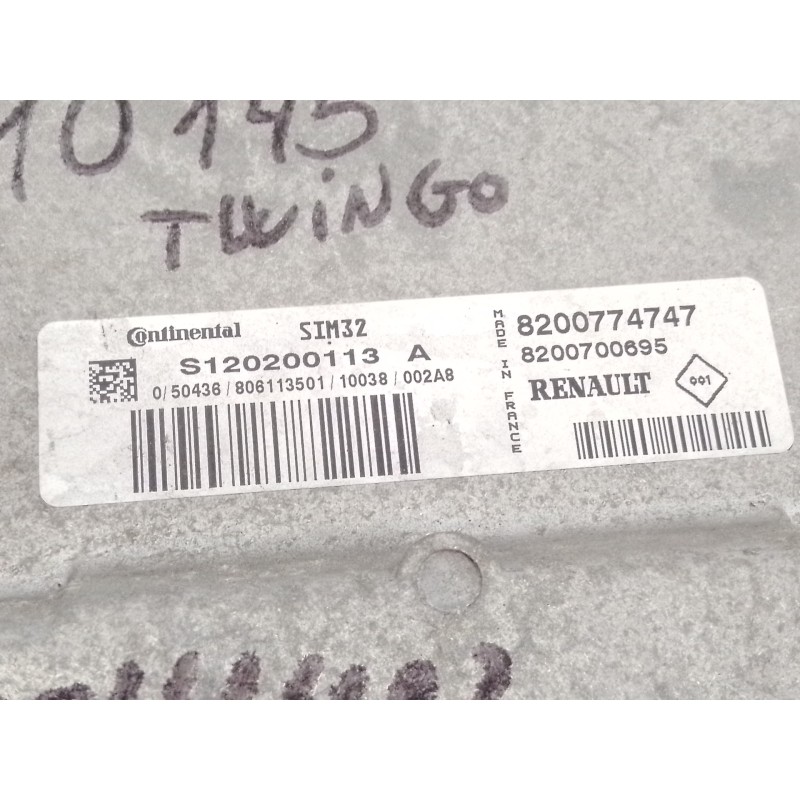 10145
TWiNGO
Continental SIM32
S120200113 A
0/50436/806113501/10038/002A8
MADE IN FRANCE
8200774747
8200700695
RENAULT 001